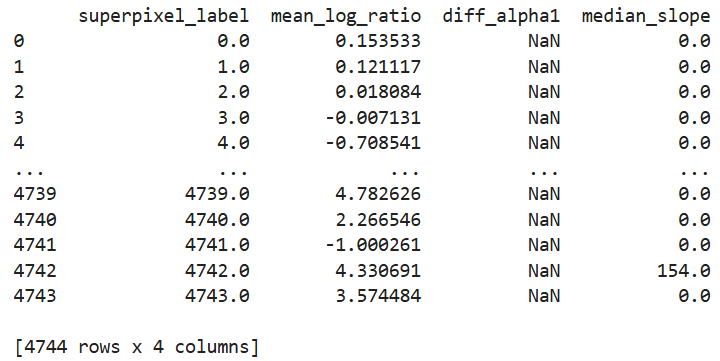 superpixel_label mean_log_ratio diff_alpha1 median_slope
0 0.0 0.153533 NaN 0.0
1 1.0 0.121117 NaN 0.0
2 2.0 0.018084 NaN 0.0
3 3.0 -0.007131 NaN 0.0
4 4.0 -0.708541 NaN 0.0
... ... ... ... ...
4739 4739.0 4.782626 NaN 0.0
4740 4740.0 2.266546 NaN 0.0
4741 4741.0 -1.000261 NaN 0.0
4742 4742.0 4.330691 NaN 154.0
4743 4743.0 3.574484 NaN 0.0
[4744 rows x 4 columns]